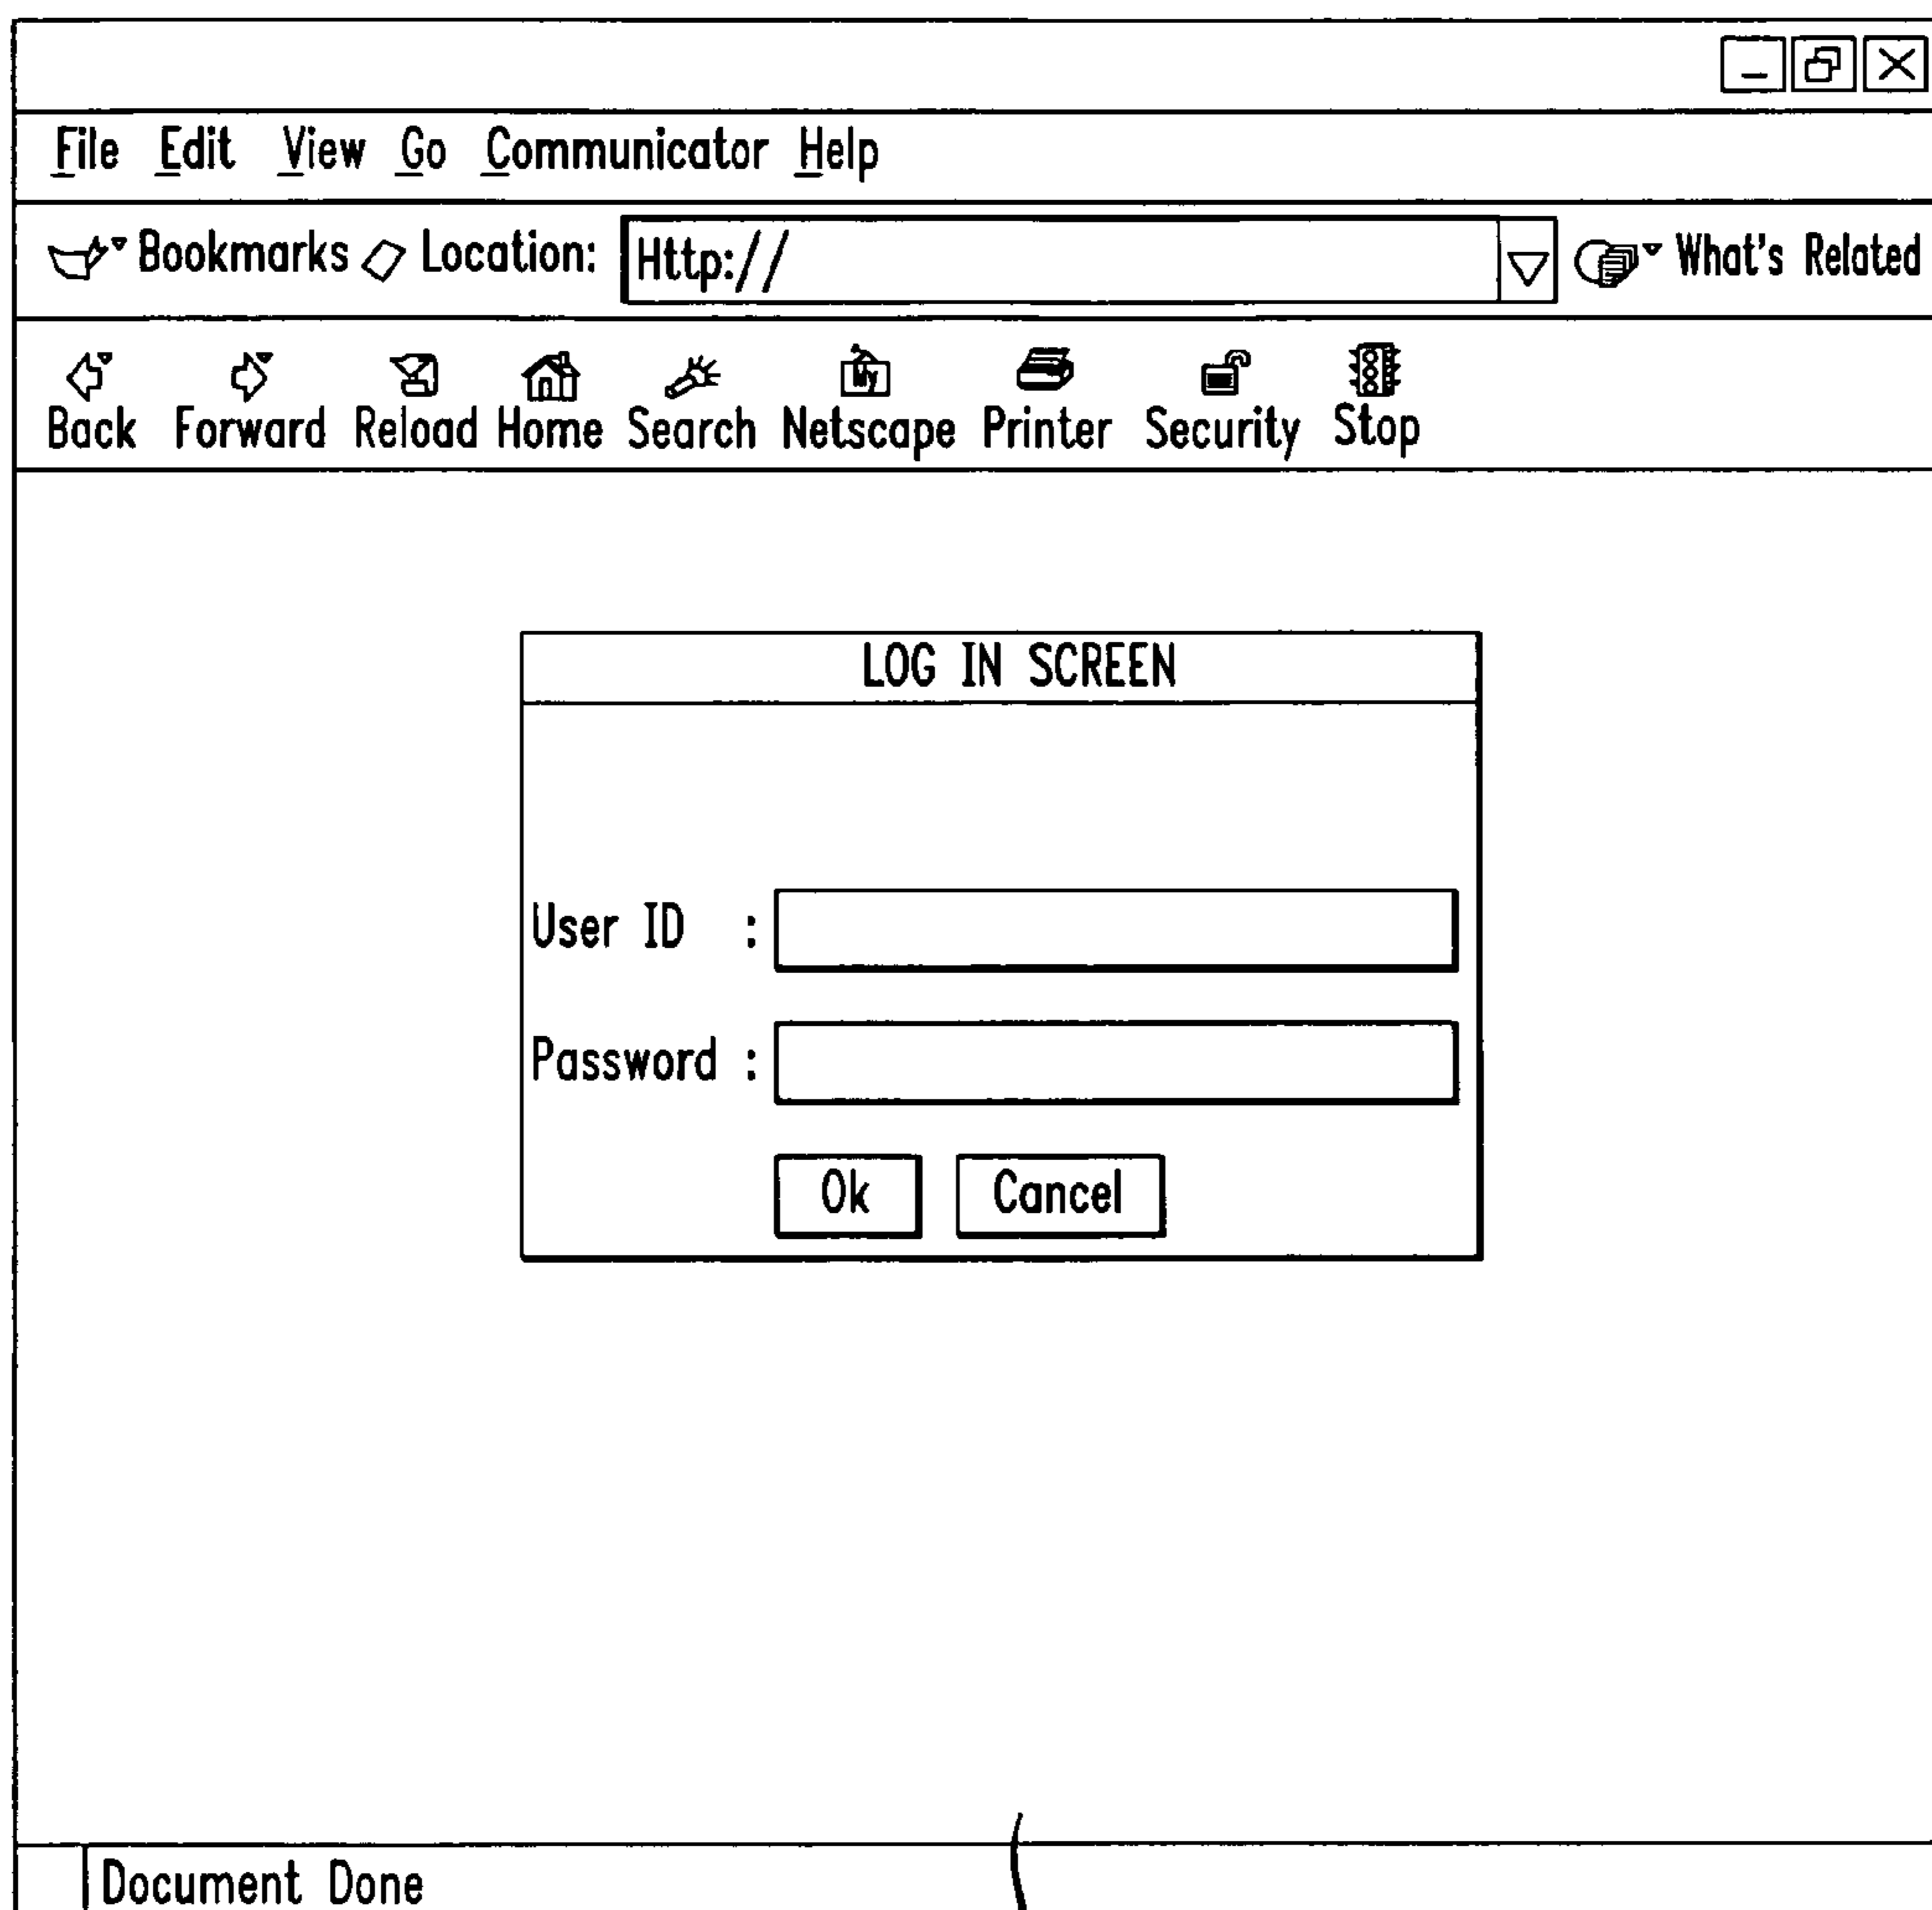 File Edit View Go Communicator Help
Bookmarks Location: Http:// What's Related
My
Back Forward Reload Home Search Netscape Printer Security Stop
LOG IN SCREEN
User ID :
Password :
Ok Cancel
Document Done